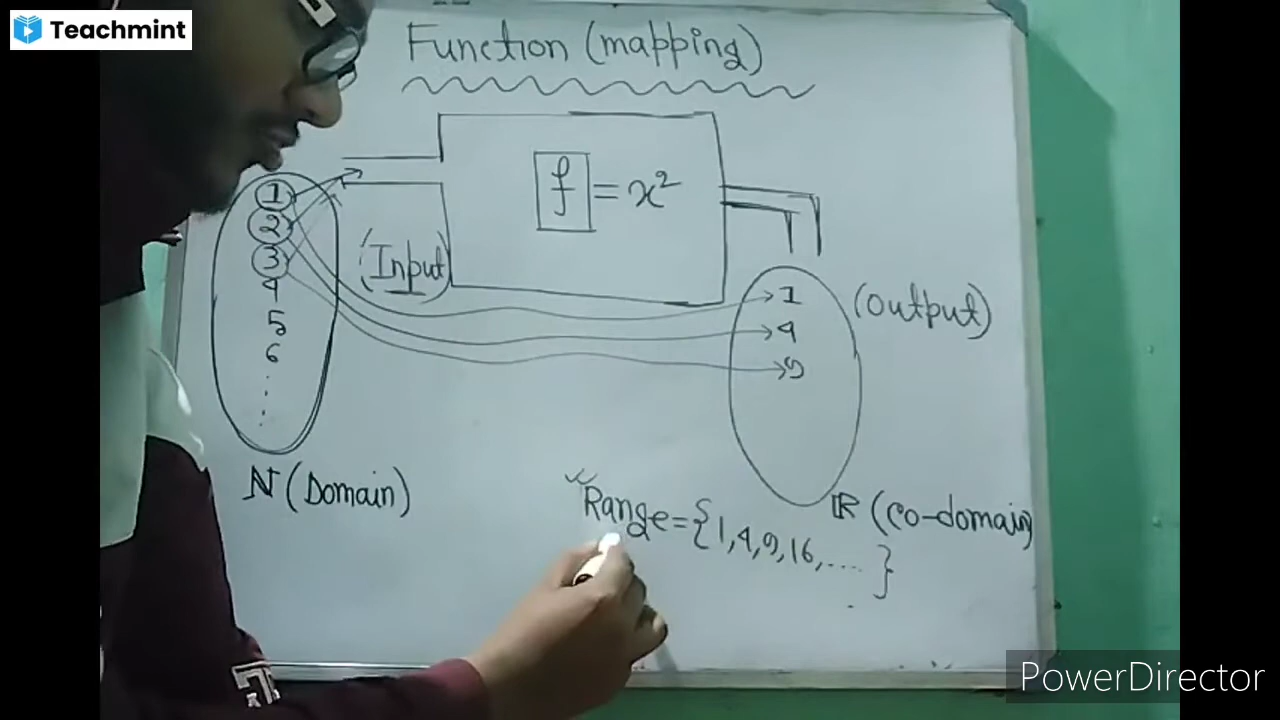 Teachmint
Function (mapping)
f = x²
1
2
3
4
5
6
(Input)
1
4
9
(output)
N (Domain)
Range = {1, 4, 9, 16, .... }
R (co-domain)
PowerDirector